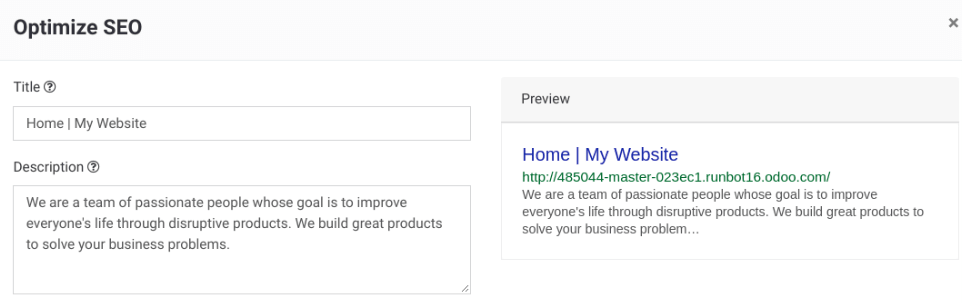 Optimize SEO
×
Title
Home | My Website
Description
We are a team of passionate people whose goal is to improve
everyone's life through disruptive products. We build great products
to solve your business problems.
Preview
Home | My Website
http://485044-master-023ec1.runbot16.odoo.com/
We are a team of passionate people whose goal is to improve
everyone's life through disruptive products. We build great products to
solve your business problem…